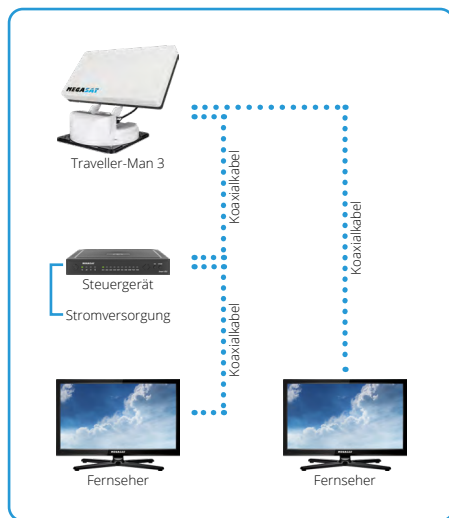 MEGASAT
Traveller-Man 3
Koaxialkabel
Koaxialkabel
Steuergerät
Koaxialkabel
Stromversorgung
Fernseher
Fernseher